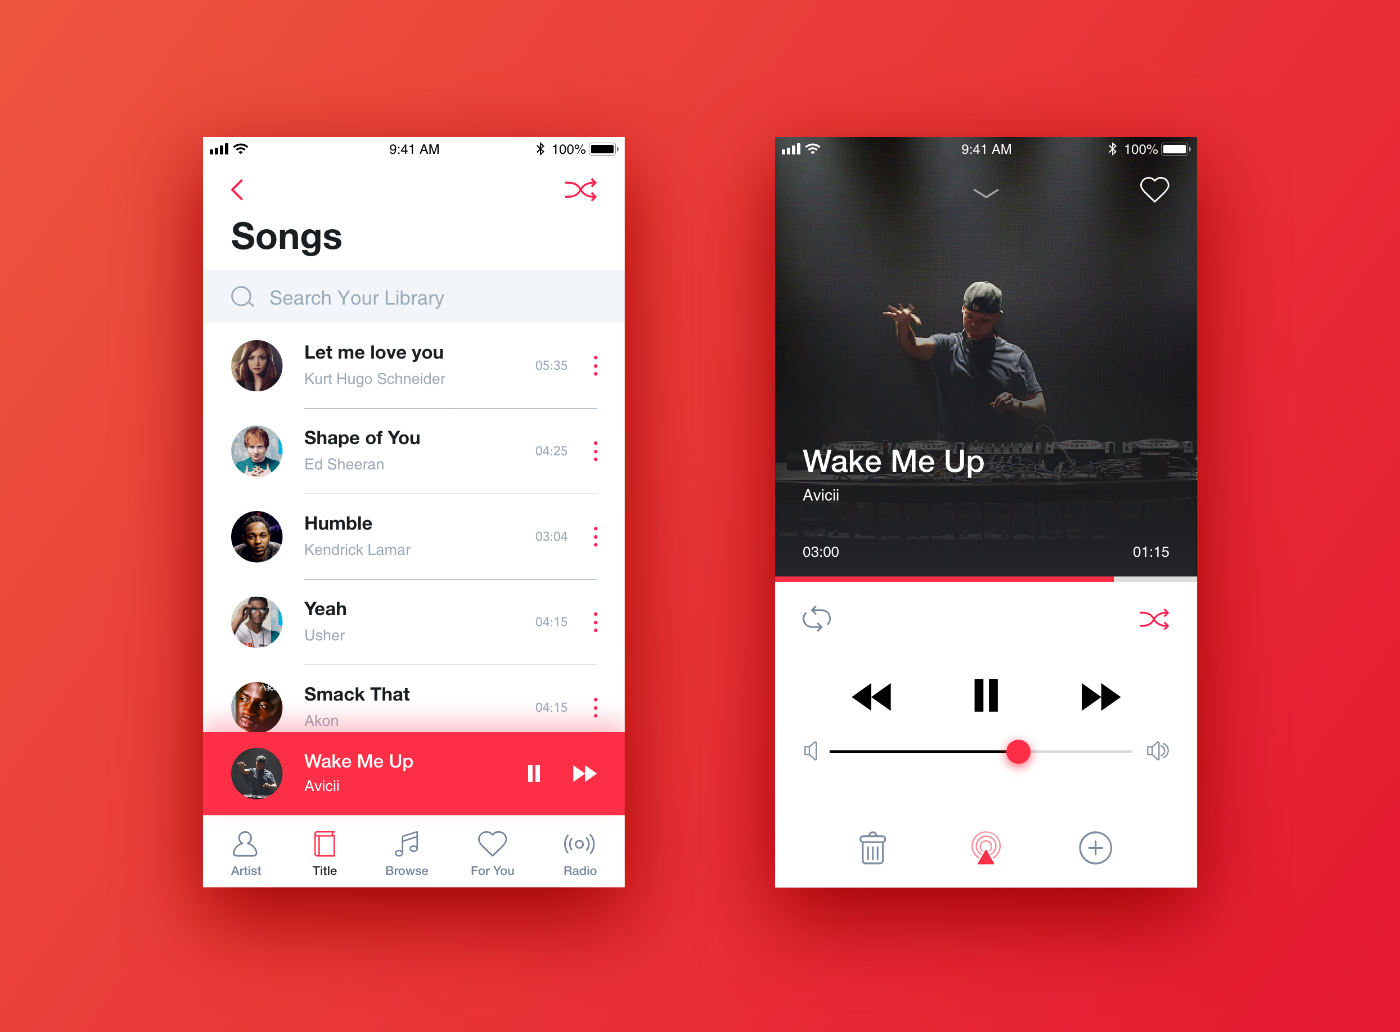 9:41 AM
100%
Songs
Search Your Library
Let me love you
Kurt Hugo Schneider
05:35
Shape of You
Ed Sheeran
04:25
Humble
Kendrick Lamar
03:04
Yeah
Usher
04:15
Smack That
Akon
04:15
Wake Me Up
Avicii
Artist
Title
Browse
For You
Radio
9:41 AM
100%
Wake Me Up
Avicii
03:00
01:15